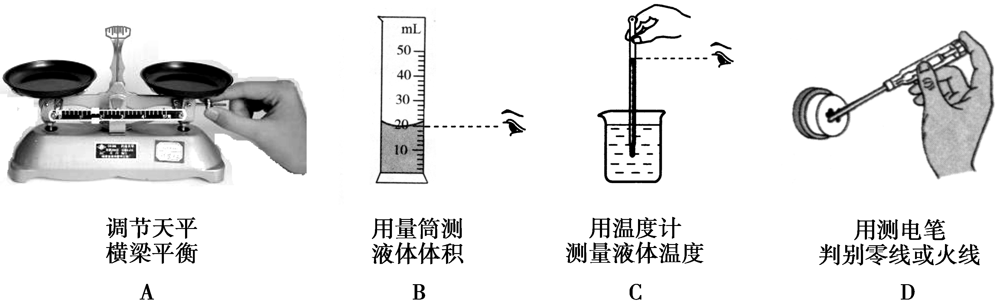 mL
50
40
30
20
10
调节天平
横梁平衡
A
用量筒测
液体体积
B
用温度计
测量液体温度
C
用测电笔
判别零线或火线
D